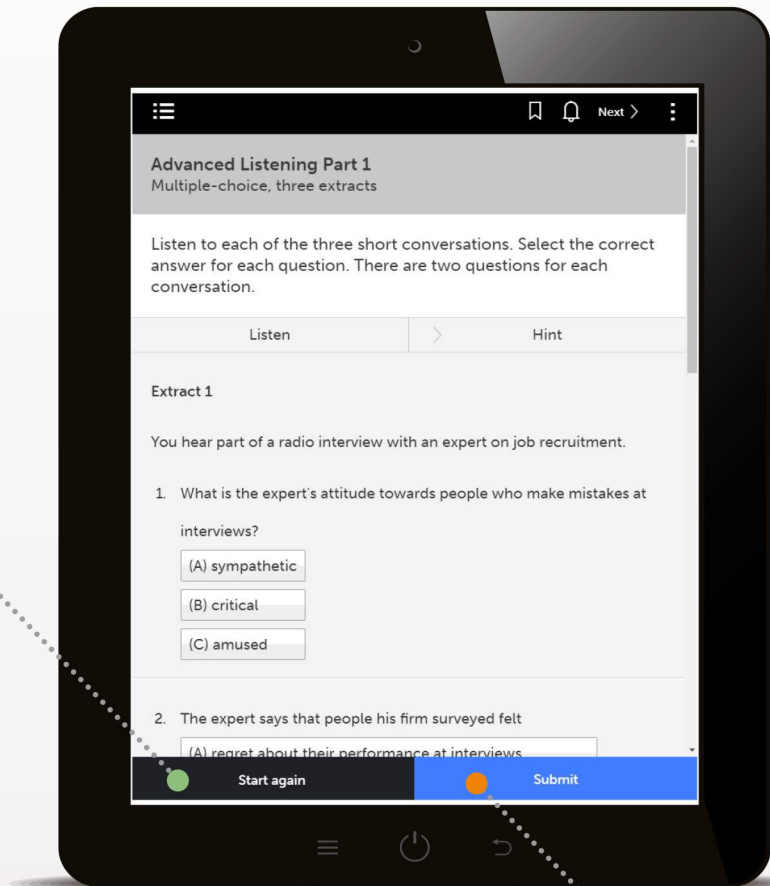 Next >
Advanced Listening Part 1
Multiple-choice, three extracts
Listen to each of the three short conversations. Select the correct
answer for each question. There are two questions for each
conversation.
Listen
Hint
Extract 1
You hear part of a radio interview with an expert on job recruitment.
1. What is the expert's attitude towards people who make mistakes at
interviews?
(A) sympathetic
(B) critical
(C) amused
2. The expert says that people his firm surveyed felt
(A) regret about their performance at interviews
Start again
Submit